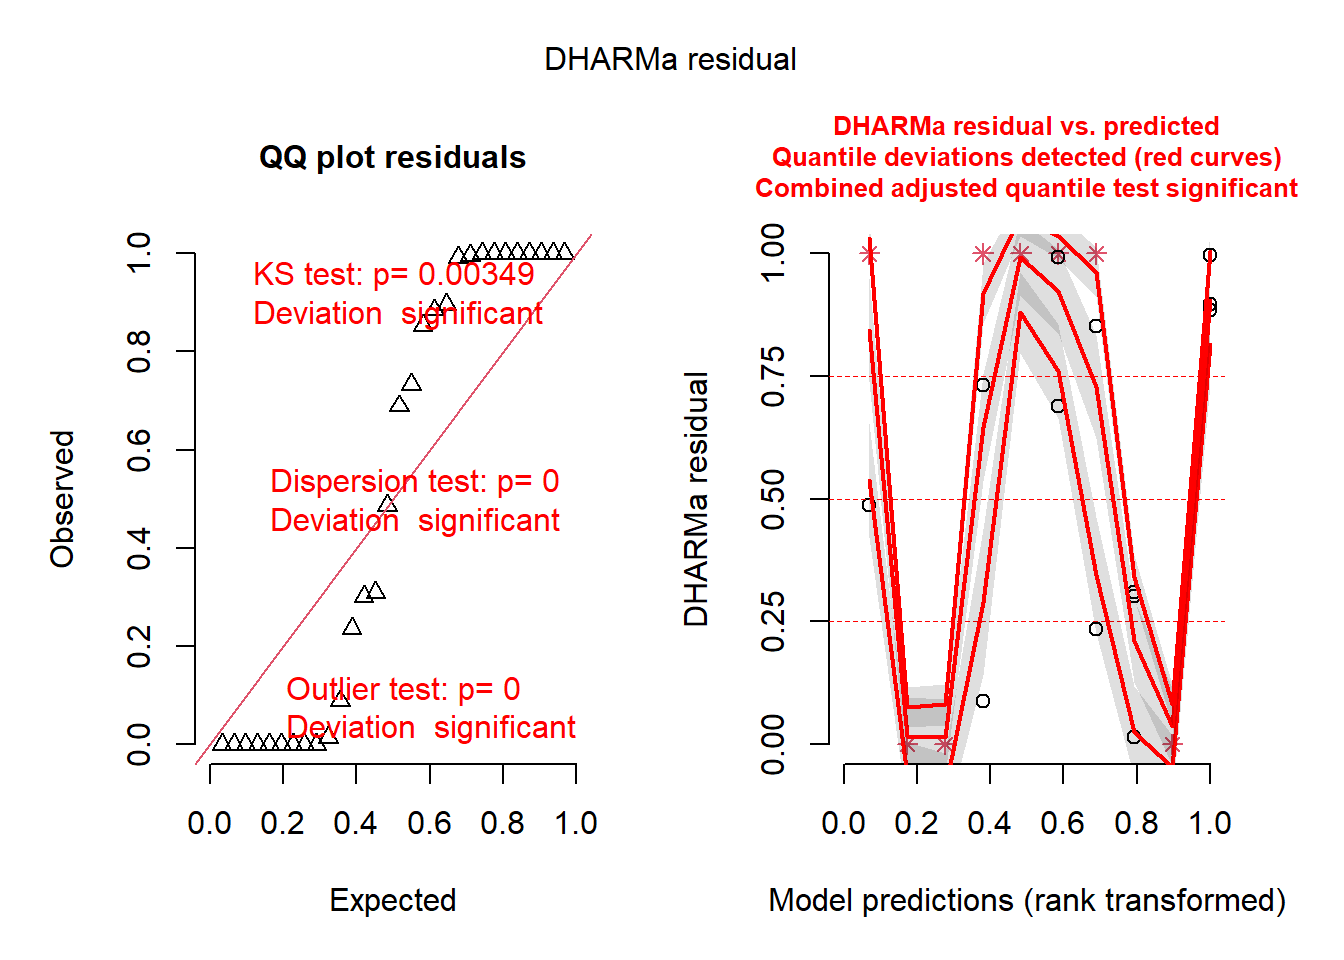 DHARMa residual
QQ plot residuals
KS test: p= 0.00349
Deviation  significant
Dispersion test: p= 0
Deviation  significant
Outlier test: p= 0
Deviation  significant
Observed
0.0 0.2 0.4 0.6 0.8 1.0
0.0 0.2 0.4 0.6 0.8 1.0
Expected
DHARMa residual vs. predicted
Quantile deviations detected (red curves)
Combined adjusted quantile test significant
DHARMa residual
0.00 0.25 0.50 0.75 1.00
0.0 0.2 0.4 0.6 0.8 1.0
Model predictions (rank transformed)